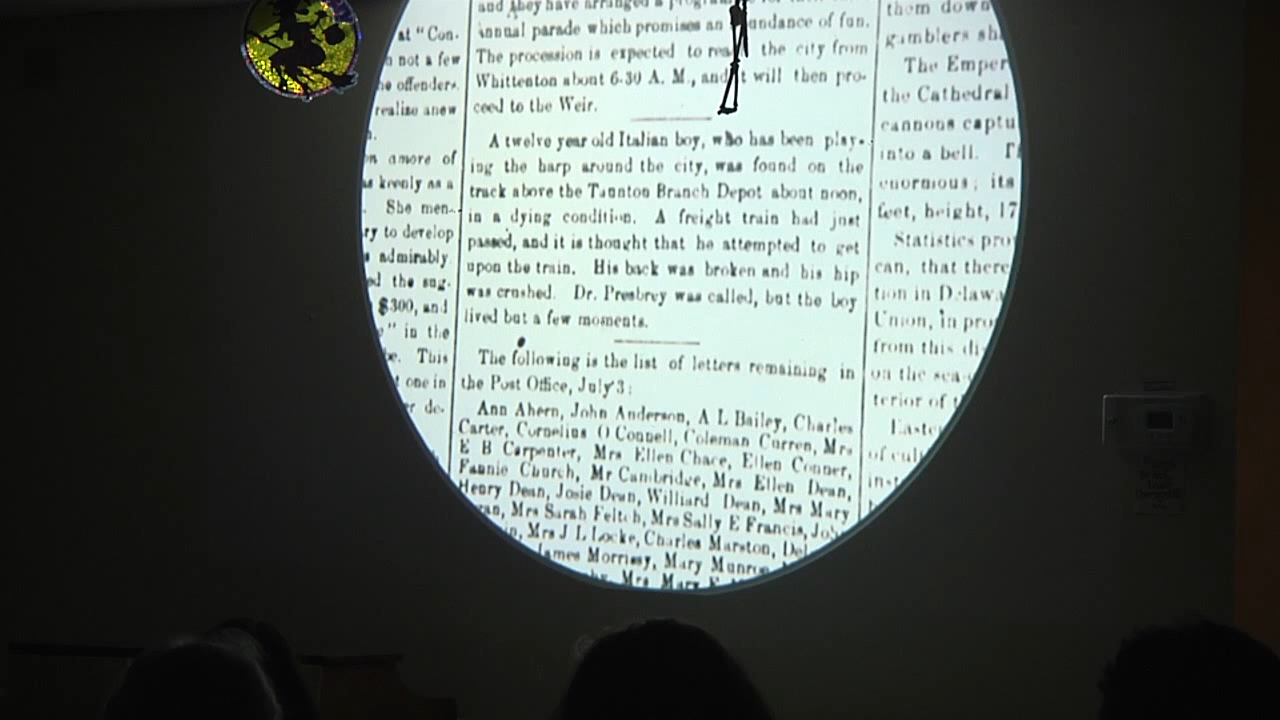 at "Con-
not a few
offenders.
realize anew
amore of
keenly as a
She men-
ry to develop
admirably
ed the sug-
$300, and
" in the
This
one in
de-
and they have arranged a
annual parade which promises an abundance of fun.
The procession is expected to the city from
Whittenton about 6-30 A. M., and it will then pro-
ceed to the Weir.
A twelve year old Italian boy, who has been play-
ing the harp around the city, was found on the
track above the Taunton Branch Depot about noon,
in a dying condition. A freight train had just
passed, and it is thought that he attempted to get
upon the train. His back was broken and his hip
was crushed. Dr. Presbrey was called, but the boy
lived but a few moments.
The following is the list of letters remaining in
the Post Office, July 3:
Ann Ahern, John Anderson, A L Bailey, Charles
Carter, Cornelius O Connell, Coleman Curren, Mrs
E B Carpenter, Mrs Ellen Chace, Ellen Conner,
Fannie Church, Mr Cambridge, Mrs Ellen Dean,
Henry Dean, Josie Dean, Williard Dean, Mrs Mary
Mrs Sarah Feltch, Mrs Sally E Francis,
Mrs J L Locke, Charles Marston,
James Morrissy, Mary
Mrs Mary E
them down
gamblers
The Emper
the Cathedral
cannons captu
into a bell.
enormous; its
feet, height, 17
Statistics pro
can, that there
tion in Delaw
Union, in pro
from this di
on the sea
terior of
Easte
of